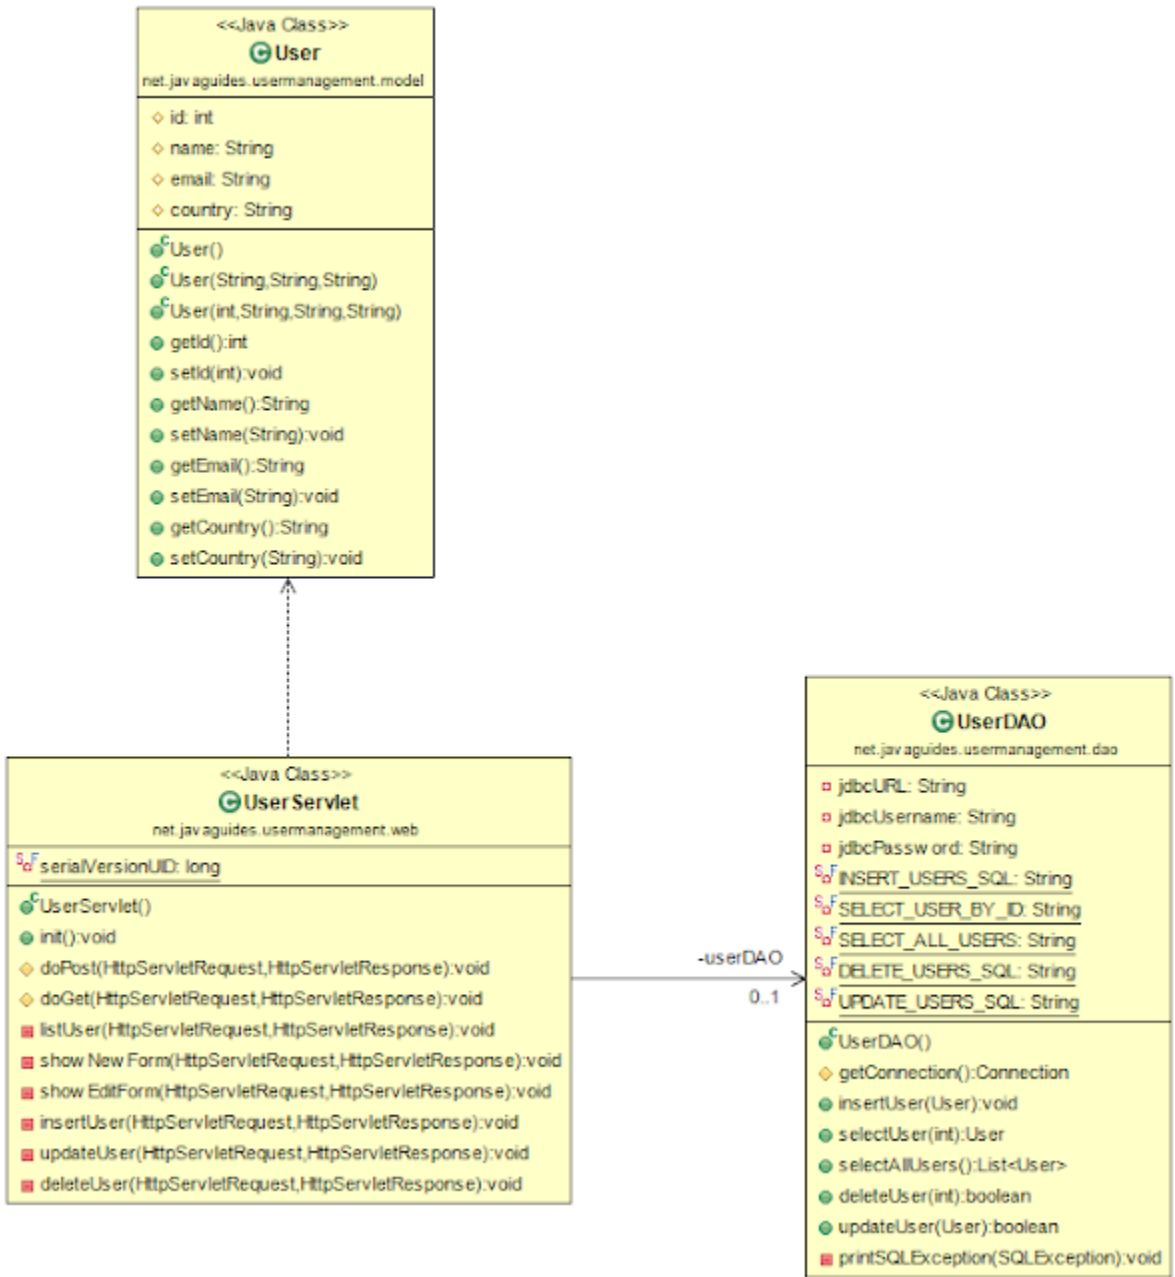 <<Java Class>>
User
net.javaguides.usermanagement.model
id: int
name: String
email: String
country: String
User()
User(String,String,String)
User(int,String,String,String)
getId():int
setId(int):void
getName():String
setName(String):void
getEmail():String
setEmail(String):void
getCountry():String
setCountry(String):void
<<Java Class>>
UserServlet
net.javaguides.usermanagement.web
serialVersionUID: long
UserServlet()
init():void
doPost(HttpServletRequest,HttpServletResponse):void
doGet(HttpServletRequest,HttpServletResponse):void
listUser(HttpServletRequest,HttpServletResponse):void
showNewForm(HttpServletRequest,HttpServletResponse):void
showEditForm(HttpServletRequest,HttpServletResponse):void
insertUser(HttpServletRequest,HttpServletResponse):void
updateUser(HttpServletRequest,HttpServletResponse):void
deleteUser(HttpServletRequest,HttpServletResponse):void
-userDAO
0..1
<<Java Class>>
UserDAO
net.javaguides.usermanagement.dao
jdbcURL: String
jdbcUsername: String
jdbcPassword: String
INSERT_USERS_SQL: String
SELECT_USER_BY_ID: String
SELECT_ALL_USERS: String
DELETE_USERS_SQL: String
UPDATE_USERS_SQL: String
UserDAO()
getConnection():Connection
insertUser(User):void
selectUser(int):User
selectAllUsers():List<User>
deleteUser(int):boolean
updateUser(User):boolean
printSQLException(SQLException):void